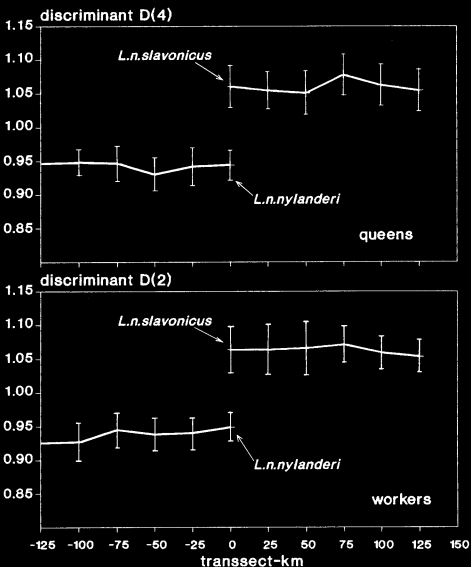 discriminant D(4)
1.15
1.10
1.05
1.00
0.95
0.90
0.85
L.n.slavonicus
L.n.nylanderi
queens
discriminant D(2)
1.15
1.10
1.05
1.00
0.95
0.90
0.85
L.n.slavonicus
L.n.nylanderi
workers
-125 -100 -75 -50 -25 0 25 50 75 100 125 150
transsect-km